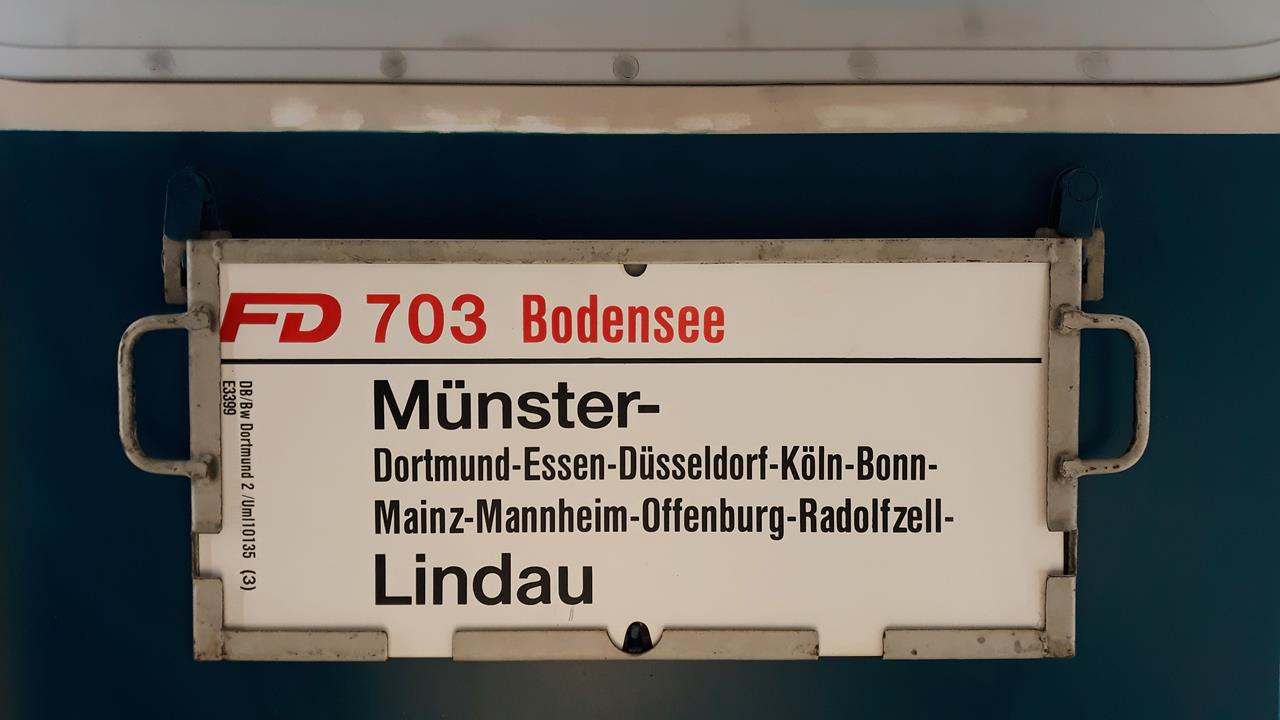 FD 703 Bodensee
Münster-
Dortmund-Essen-Düsseldorf-Köln-Bonn-
Mainz-Mannheim-Offenburg-Radolfzell-
Lindau
DB/Bw Dortmund 2 /Uml10135 (3)
E3399